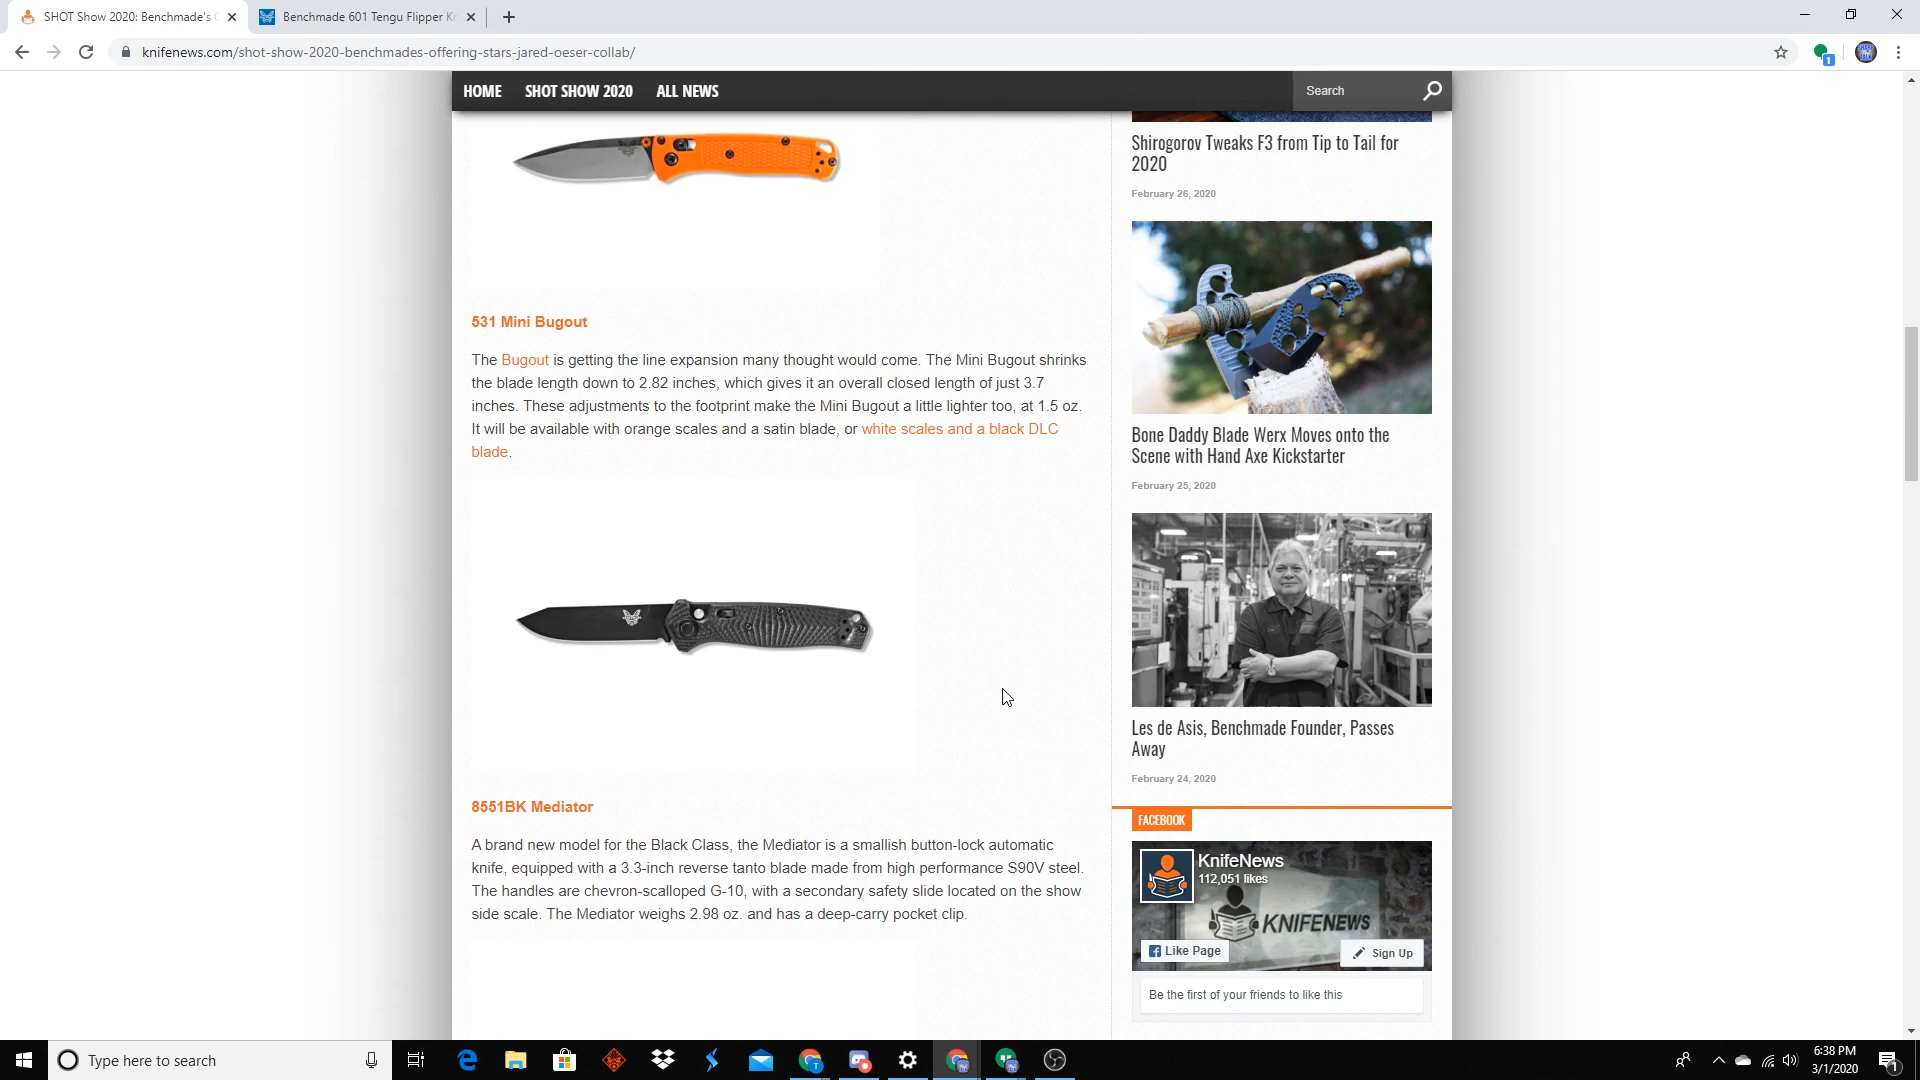 SHOT Show 2020: Benchmade's
Benchmade 601 Tengu Flipper
knifenews.com/shot-show-2020-benchmades-offering-stars-jared-oeser-collab/
1
HOME
SHOT SHOW 2020
ALL NEWS
Search
531 Mini Bugout
The Bugout is getting the line expansion many thought would come. The Mini Bugout shrinks
the blade length down to 2.82 inches, which gives it an overall closed length of just 3.7
inches. These adjustments to the footprint make the Mini Bugout a little lighter too, at 1.5 oz.
It will be available with orange scales and a satin blade, or white scales and a black DLC
blade.
8551BK Mediator
A brand new model for the Black Class, the Mediator is a smallish button-lock automatic
knife, equipped with a 3.3-inch reverse tanto blade made from high performance S90V steel.
The handles are chevron-scalloped G-10, with a secondary safety slide located on the show
side scale. The Mediator weighs 2.98 oz. and has a deep-carry pocket clip.
Shirogorov Tweaks F3 from Tip to Tail for
2020
February 26, 2020
Bone Daddy Blade Werx Moves onto the
Scene with Hand Axe Kickstarter
February 25, 2020
Les de Asis, Benchmade Founder, Passes
Away
February 24, 2020
FACEBOOK
KnifeNews
112,051 likes
KNIFENEWS
Like Page
Sign Up
Be the first of your friends to like this
Type here to search
6:38 PM
3/1/2020
1